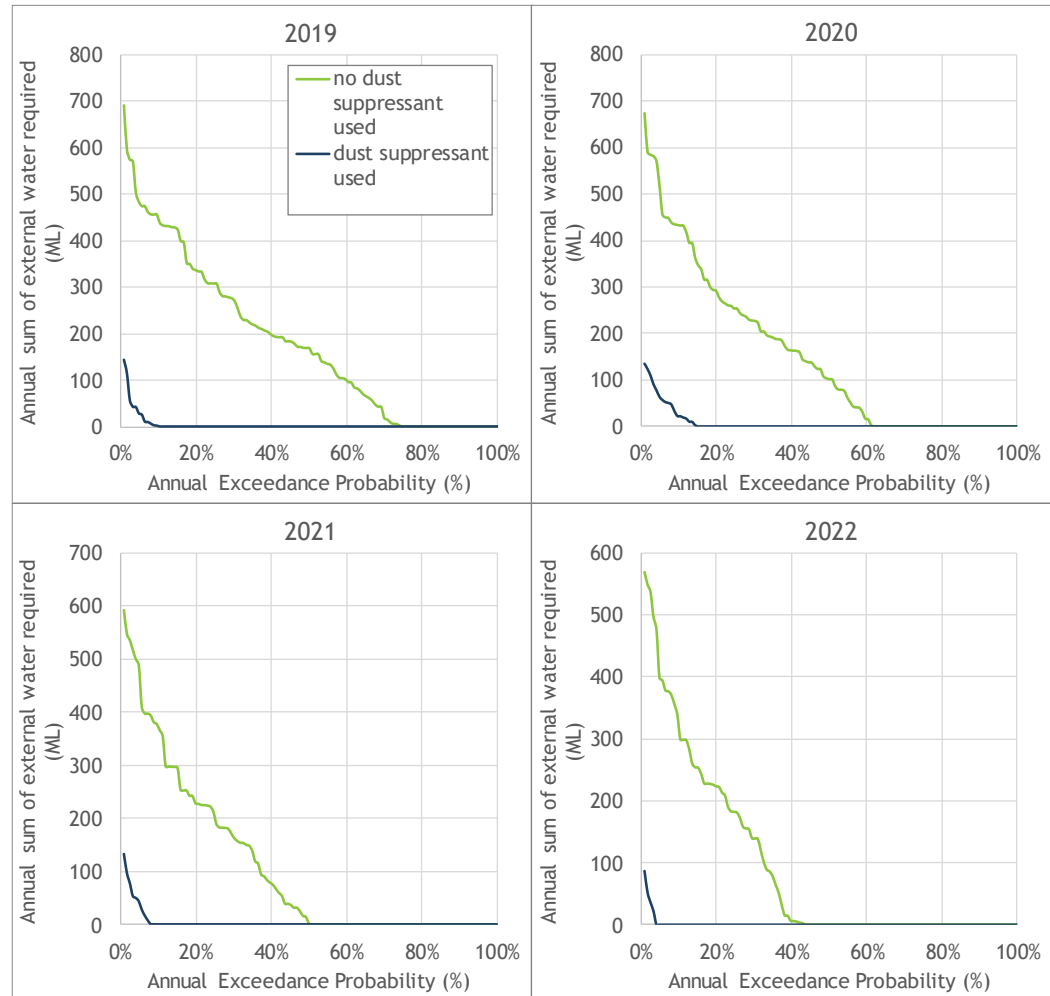 2019
Annual sum of external water required
(ML)
800
700
600
500
400
300
200
100
0
no dust
suppressant
used
dust suppressant
used
0% 20% 40% 60% 80% 100%
Annual Exceedance Probability (%)
2020
Annual sum of external water required
(ML)
800
700
600
500
400
300
200
100
0
0% 20% 40% 60% 80% 100%
Annual Exceedance Probability (%)
2021
Annual sum of external water required
(ML)
700
600
500
400
300
200
100
0
0% 20% 40% 60% 80% 100%
Annual Exceedance Probability (%)
2022
Annual sum of external water required
(ML)
600
500
400
300
200
100
0
0% 20% 40% 60% 80% 100%
Annual Exceedance Probability (%)